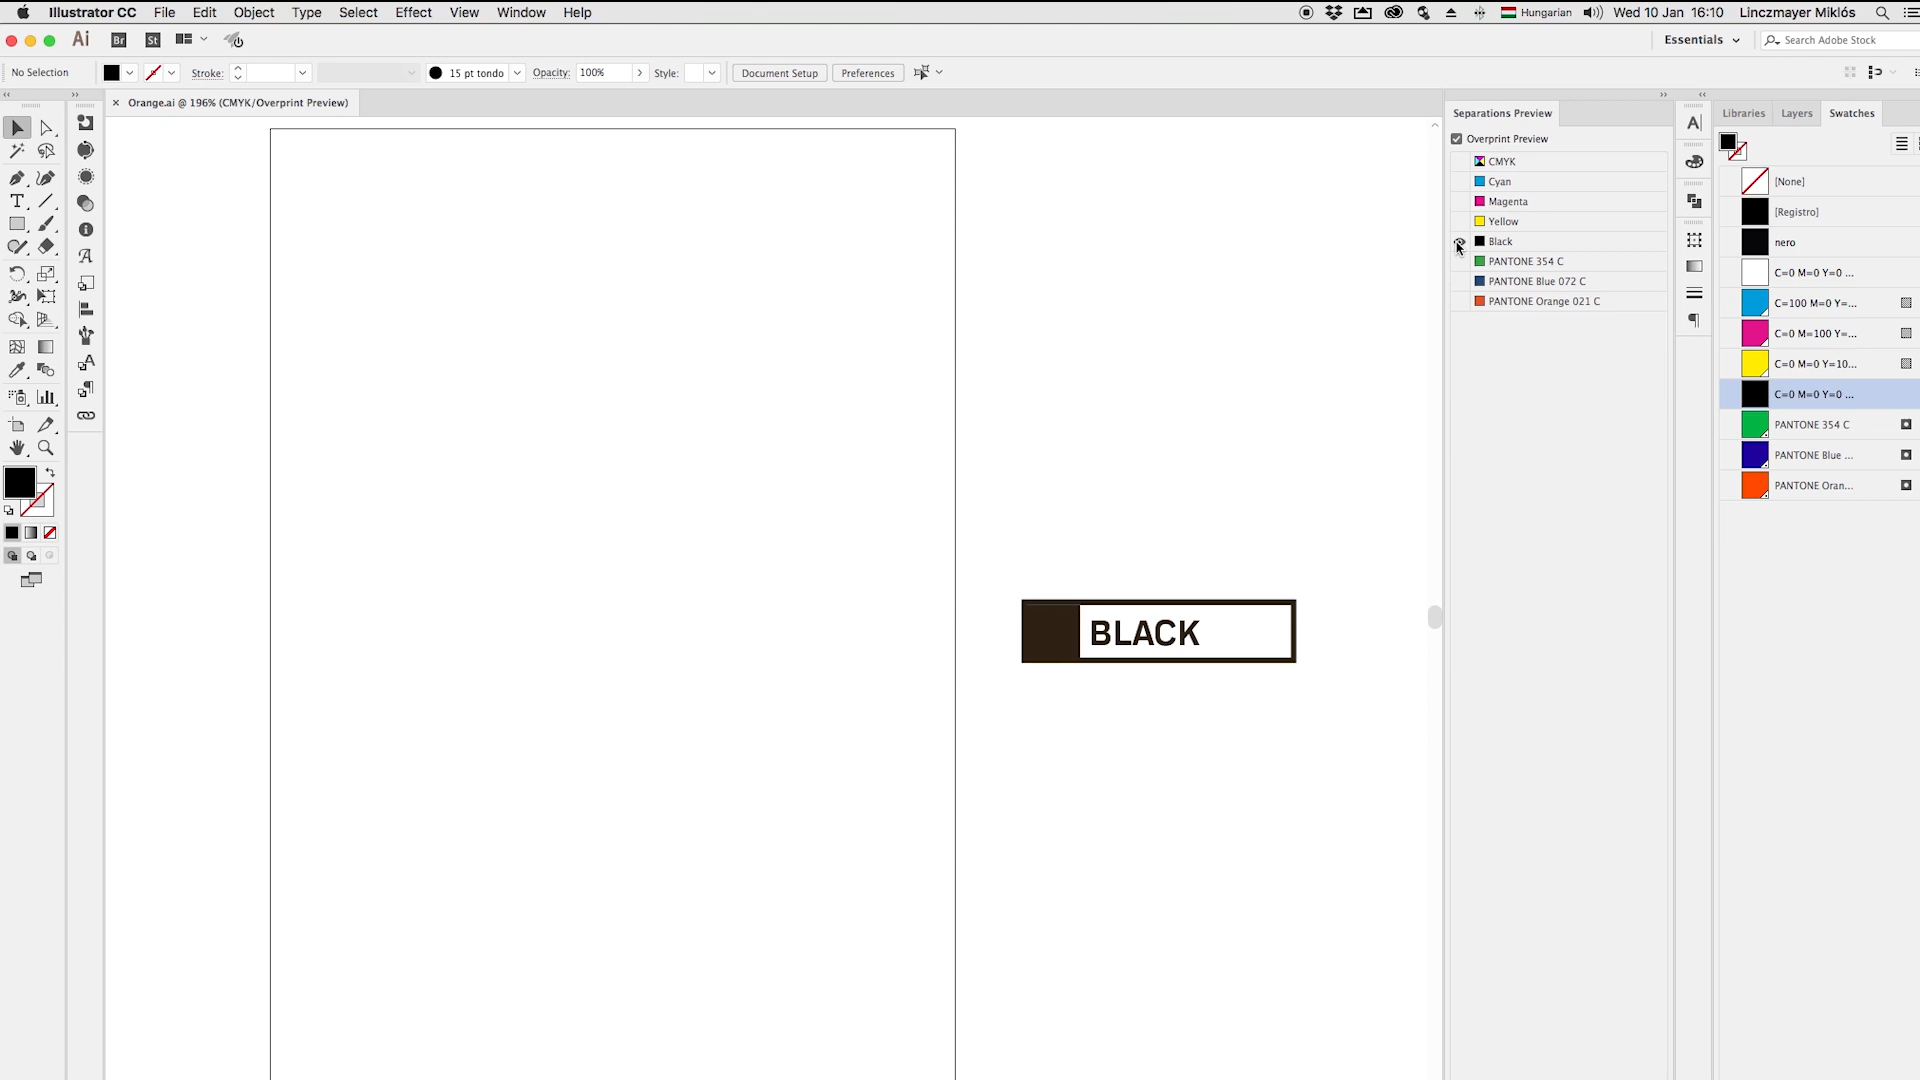 Illustrator CC File Edit Object Type Select Effect View Window Help Hungarian Wed 10 Jan 16:10 Linczmayer Miklós
Ai Br St Essentials Search Adobe Stock
No Selection Stroke: 15 pt tondo Opacity: 100% Style: Document Setup Preferences
Orange.ai @ 196% (CMYK/Overprint Preview)
Separations Preview
Overprint Preview
CMYK
Cyan
Magenta
Yellow
Black
PANTONE 354 C
PANTONE Blue 072 C
PANTONE Orange 021 C
Libraries Layers Swatches
[None]
[Registro]
nero
C=0 M=0 Y=0 ...
C=100 M=0 Y=...
C=0 M=100 Y=...
C=0 M=0 Y=10...
C=0 M=0 Y=0 ...
PANTONE 354 C
PANTONE Blue ...
PANTONE Oran...
BLACK